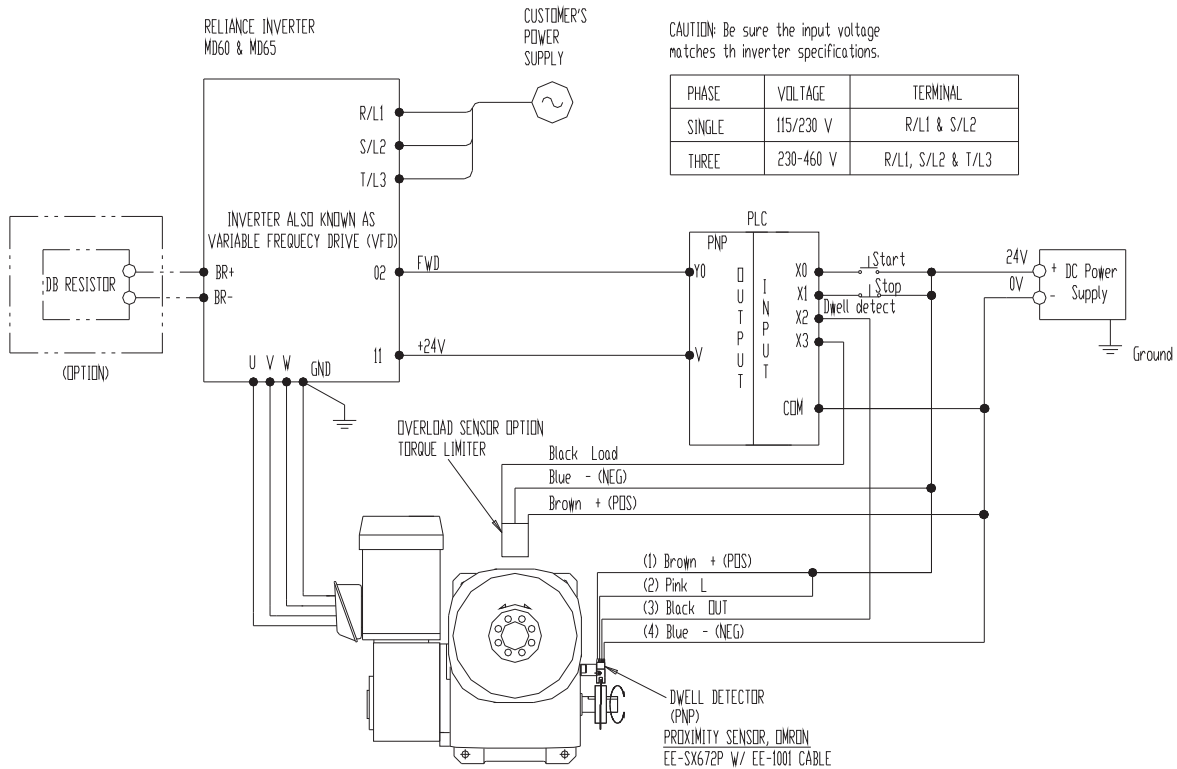 RELIANCE INVERTER
MD60 & MD65
CUSTOMER'S
POWER
SUPPLY
CAUTION: Be sure the input voltage
matches th inverter specifications.
PHASE VOLTAGE TERMINAL
SINGLE 115/230 V R/L1 & S/L2
THREE 230-460 V R/L1, S/L2 & T/L3
R/L1
S/L2
T/L3
INVERTER ALSO KNOWN AS
VARIABLE FREQUECY DRIVE (VFD)
DB RESISTOR
BR+
BR-
(OPTION)
02
FWD
11
+24V
U V W GND
PLC
PNP
Y0
V
OUTPUT
INPUT
X0
X1
X2
X3
COM
Start
Stop
Dwell detect
24V
0V
+ DC Power
- Supply
Ground
OVERLOAD SENSOR OPTION
TORQUE LIMITER
Black Load
Blue - (NEG)
Brown + (POS)
(1) Brown + (POS)
(2) Pink L
(3) Black OUT
(4) Blue - (NEG)
DWELL DETECTOR
(PNP)
PROXIMITY SENSOR, OMRON
EE-SX672P W/ EE-1001 CABLE